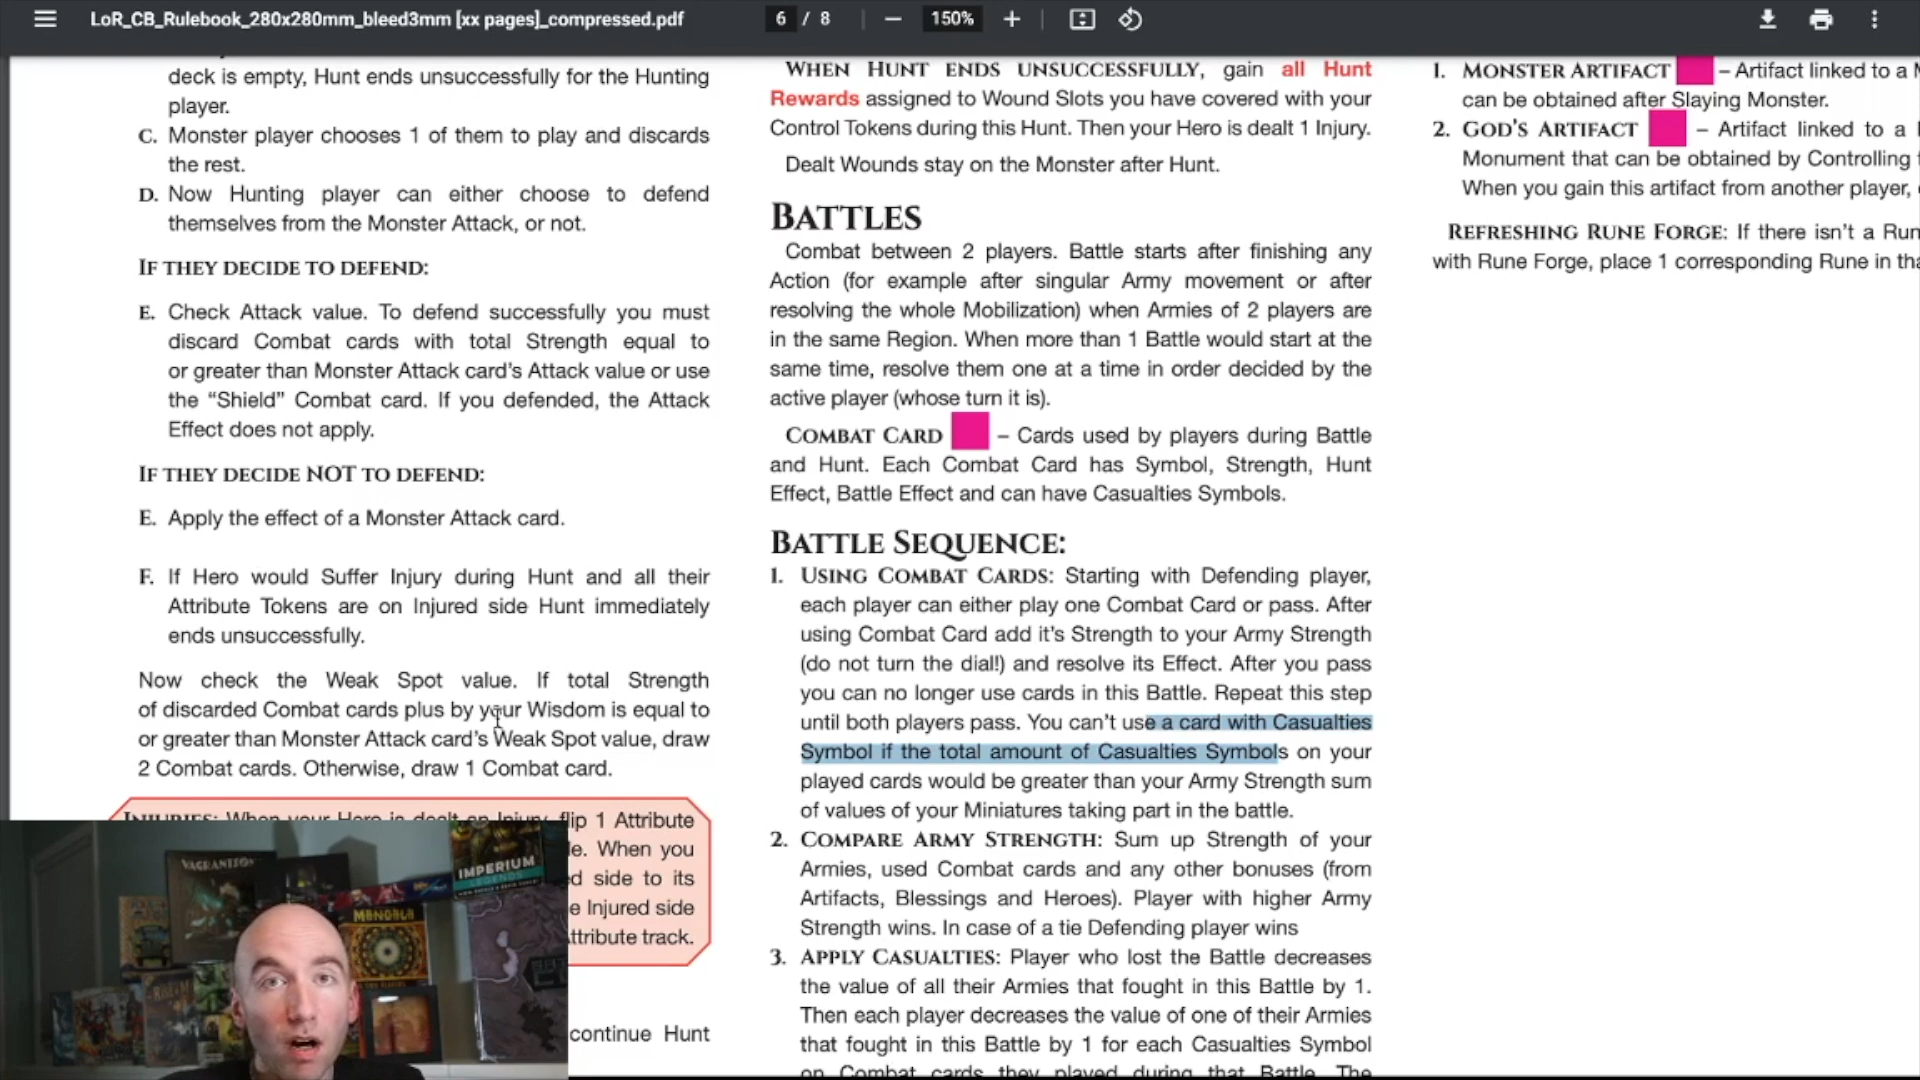 LoR_CB_Rulebook_280x280mm_bleed3mm [xx pages]_compressed.pdf
6 / 8
150%
deck is empty, Hunt ends unsuccessfully for the Hunting
player.
C. Monster player chooses 1 of them to play and discards
the rest.
D. Now Hunting player can either choose to defend
themselves from the Monster Attack, or not.
IF THEY DECIDE TO DEFEND:
E. Check Attack value. To defend successfully you must
discard Combat cards with total Strength equal to
or greater than Monster Attack card's Attack value or use
the “Shield” Combat card. If you defended, the Attack
Effect does not apply.
IF THEY DECIDE NOT TO DEFEND:
E. Apply the effect of a Monster Attack card.
F. If Hero would Suffer Injury during Hunt and all their
Attribute Tokens are on Injured side Hunt immediately
ends unsuccessfully.
Now check the Weak Spot value. If total Strength
of discarded Combat cards plus by your Wisdom is equal to
or greater than Monster Attack card's Weak Spot value, draw
2 Combat cards. Otherwise, draw 1 Combat card.
INJURIES: When your Hero is dealt an Injury, flip 1 Attribute
le. When you
ed side to its
e Injured side
ttribute track.
continue Hunt
WHEN HUNT ENDS UNSUCCESSFULLY, gain all Hunt
Rewards assigned to Wound Slots you have covered with your
Control Tokens during this Hunt. Then your Hero is dealt 1 Injury.
Dealt Wounds stay on the Monster after Hunt.
BATTLES
Combat between 2 players. Battle starts after finishing any
Action (for example after singular Army movement or after
resolving the whole Mobilization) when Armies of 2 players are
in the same Region. When more than 1 Battle would start at the
same time, resolve them one at a time in order decided by the
active player (whose turn it is).
COMBAT CARD – Cards used by players during Battle
and Hunt. Each Combat Card has Symbol, Strength, Hunt
Effect, Battle Effect and can have Casualties Symbols.
BATTLE SEQUENCE:
1. USING COMBAT CARDS: Starting with Defending player,
each player can either play one Combat Card or pass. After
using Combat Card add it's Strength to your Army Strength
(do not turn the dial!) and resolve its Effect. After you pass
you can no longer use cards in this Battle. Repeat this step
until both players pass. You can't use a card with Casualties
Symbol if the total amount of Casualties Symbols on your
played cards would be greater than your Army Strength sum
of values of your Miniatures taking part in the battle.
2. COMPARE ARMY STRENGTH: Sum up Strength of your
Armies, used Combat cards and any other bonuses (from
Artifacts, Blessings and Heroes). Player with higher Army
Strength wins. In case of a tie Defending player wins
3. APPLY CASUALTIES: Player who lost the Battle decreases
the value of all their Armies that fought in this Battle by 1.
Then each player decreases the value of one of their Armies
that fought in this Battle by 1 for each Casualties Symbol
on Combat cards they played during that Battle. The
1. MONSTER ARTIFACT – Artifact linked to a M
can be obtained after Slaying Monster.
2. GOD'S ARTIFACT – Artifact linked to a
Monument that can be obtained by Controlling
When you gain this artifact from another player,
REFRESHING RUNE FORGE: If there isn't a Run
with Rune Forge, place 1 corresponding Rune in tha
VAGRANTSONG
IMPERIUM
LEGENDS
MANDALA